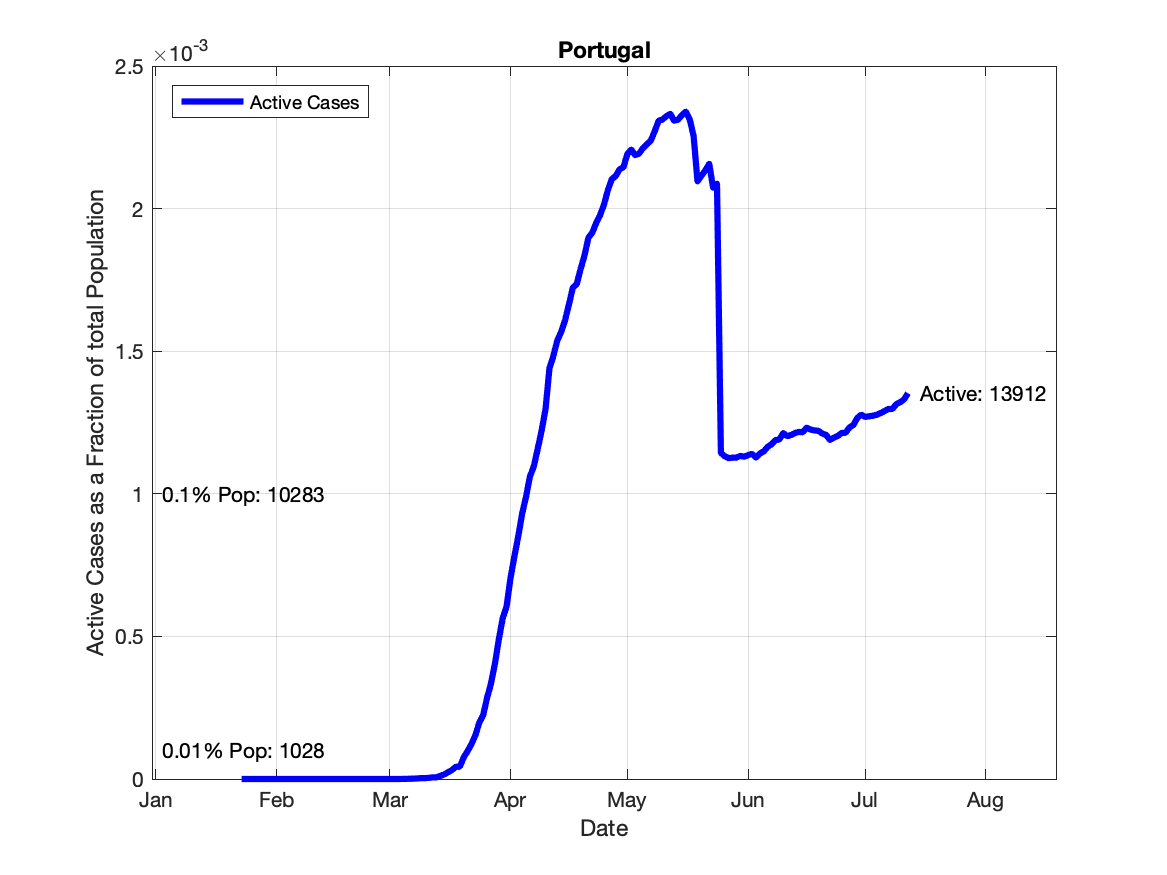 Portugal
×10-3
Active Cases
Active Cases as a Fraction of total Population
2.5
2
1.5
1
0.5
0
Active: 13912
0.1% Pop: 10283
0.01% Pop: 1028
Jan Feb Mar Apr May Jun Jul Aug
Date